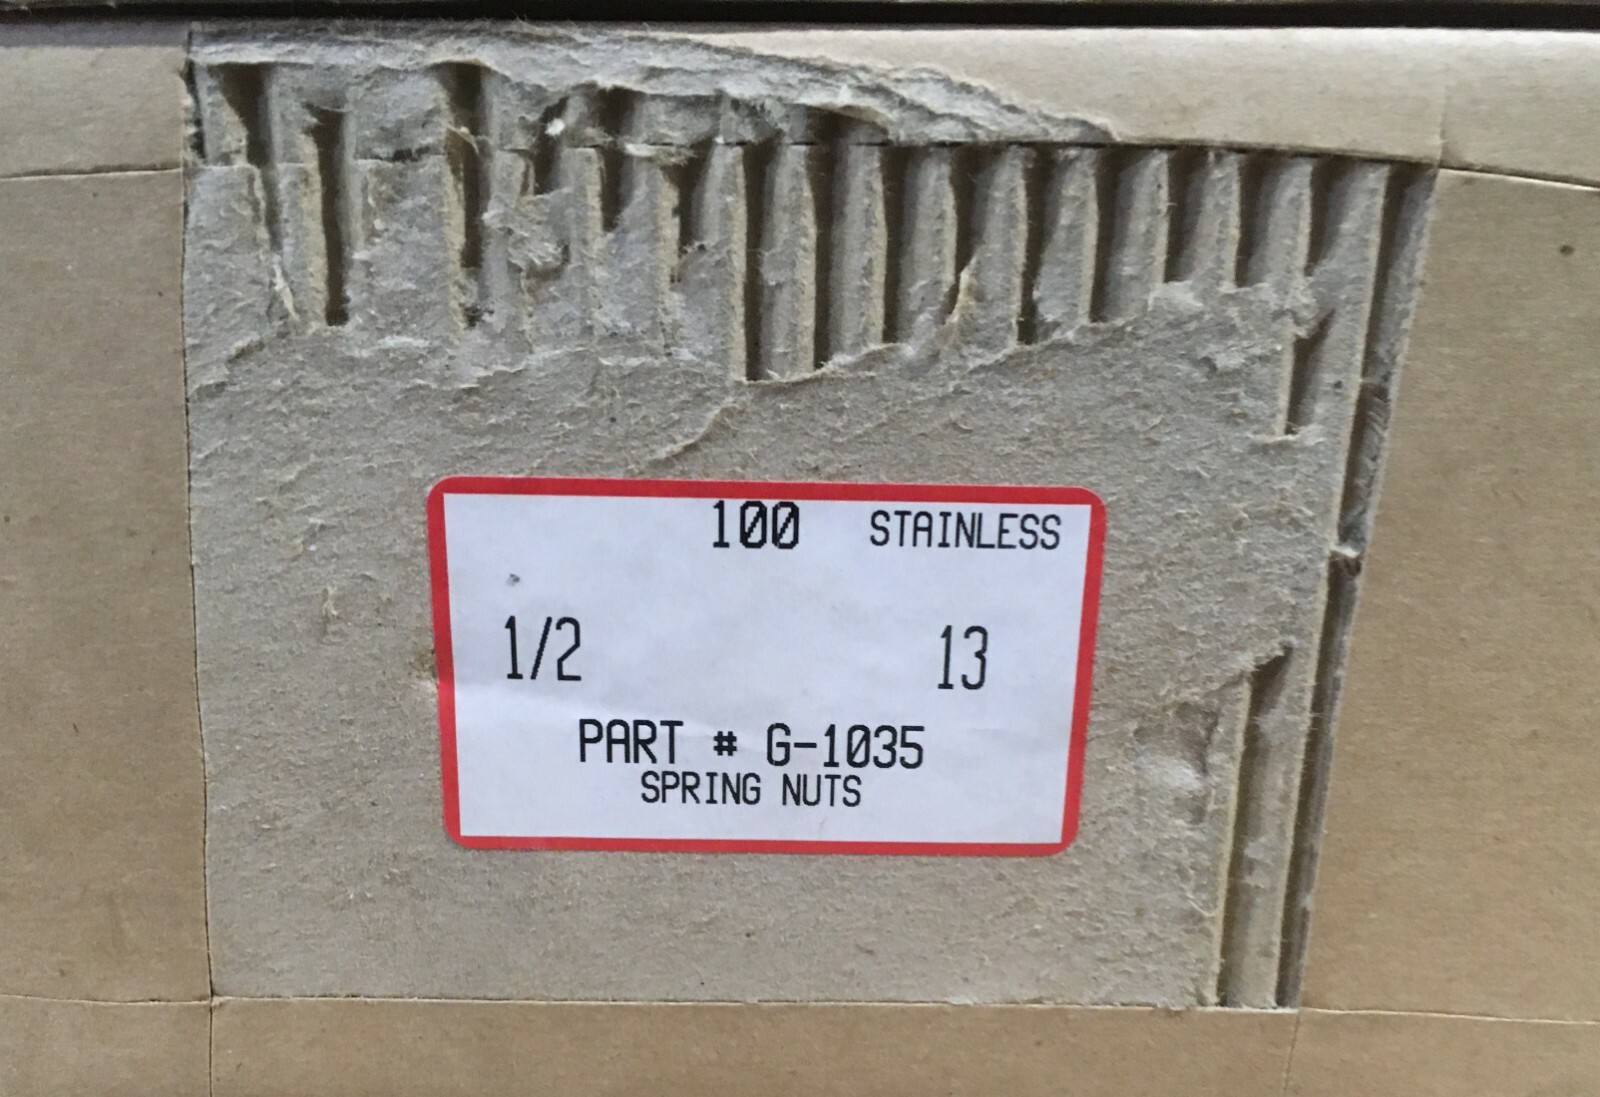 100 STAINLESS
1/2 13
PART # G-1035
SPRING NUTS